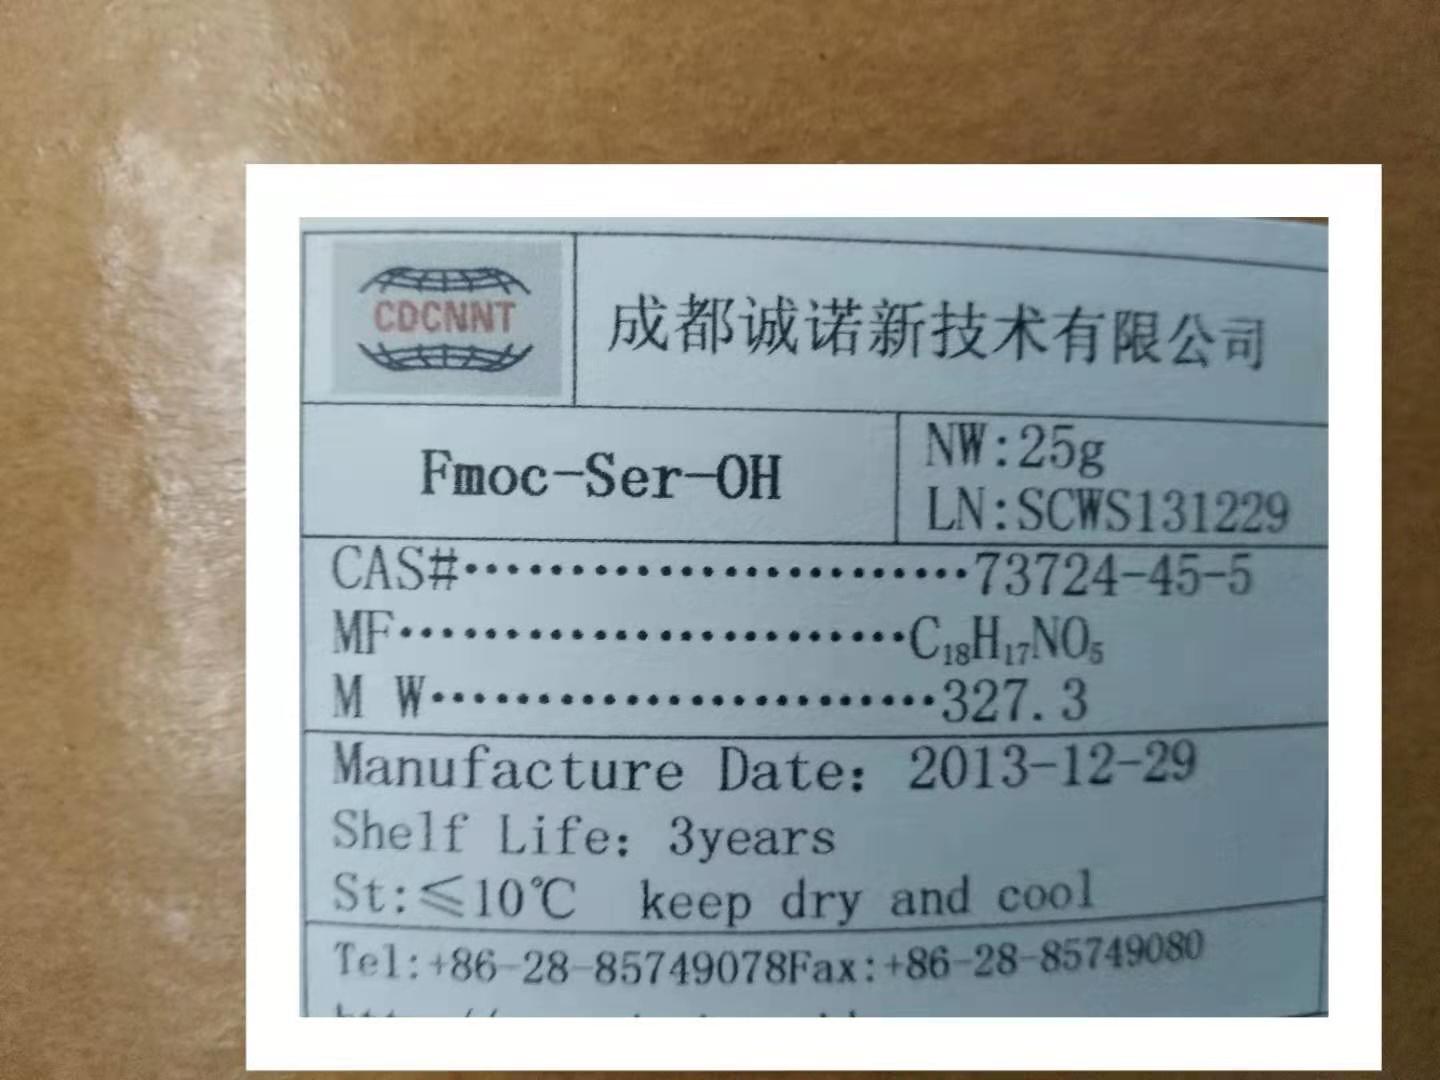 CDCNNT
成都诚诺新技术有限公司
Fmoc-Ser-OH
NW:25g
LN:SCWS131229
CAS#························73724-45-5
MF························C₁₈H₁₇NO₅
M W························327.3
Manufacture Date: 2013-12-29
Shelf Life: 3years
St:≤10℃ keep dry and cool
Tel:+86-28-85749078Fax:+86-28-85749080